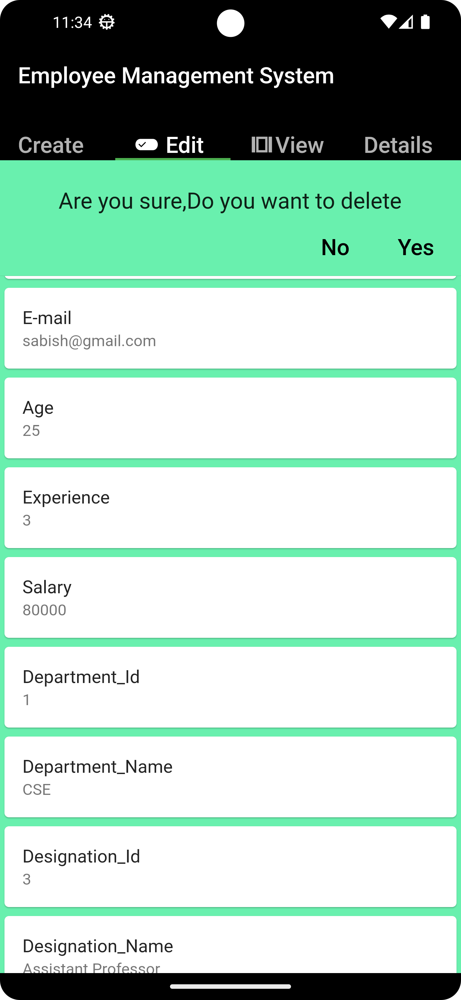 11:34
Employee Management System
Create Edit View Details
Are you sure,Do you want to delete
No Yes
E-mail
sabish@gmail.com
Age
25
Experience
3
Salary
80000
Department_Id
1
Department_Name
CSE
Designation_Id
3
Designation_Name
Assistant Professor